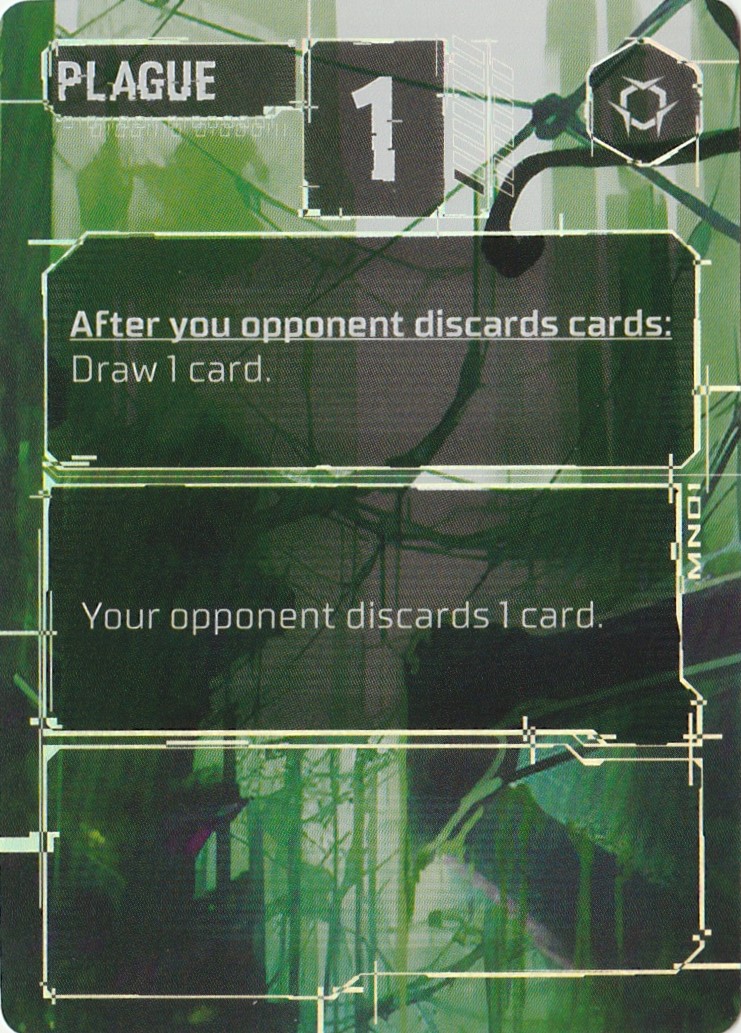 PLAGUE
1
After you opponent discards cards:
Draw 1 card.
MN01
Your opponent discards 1 card.